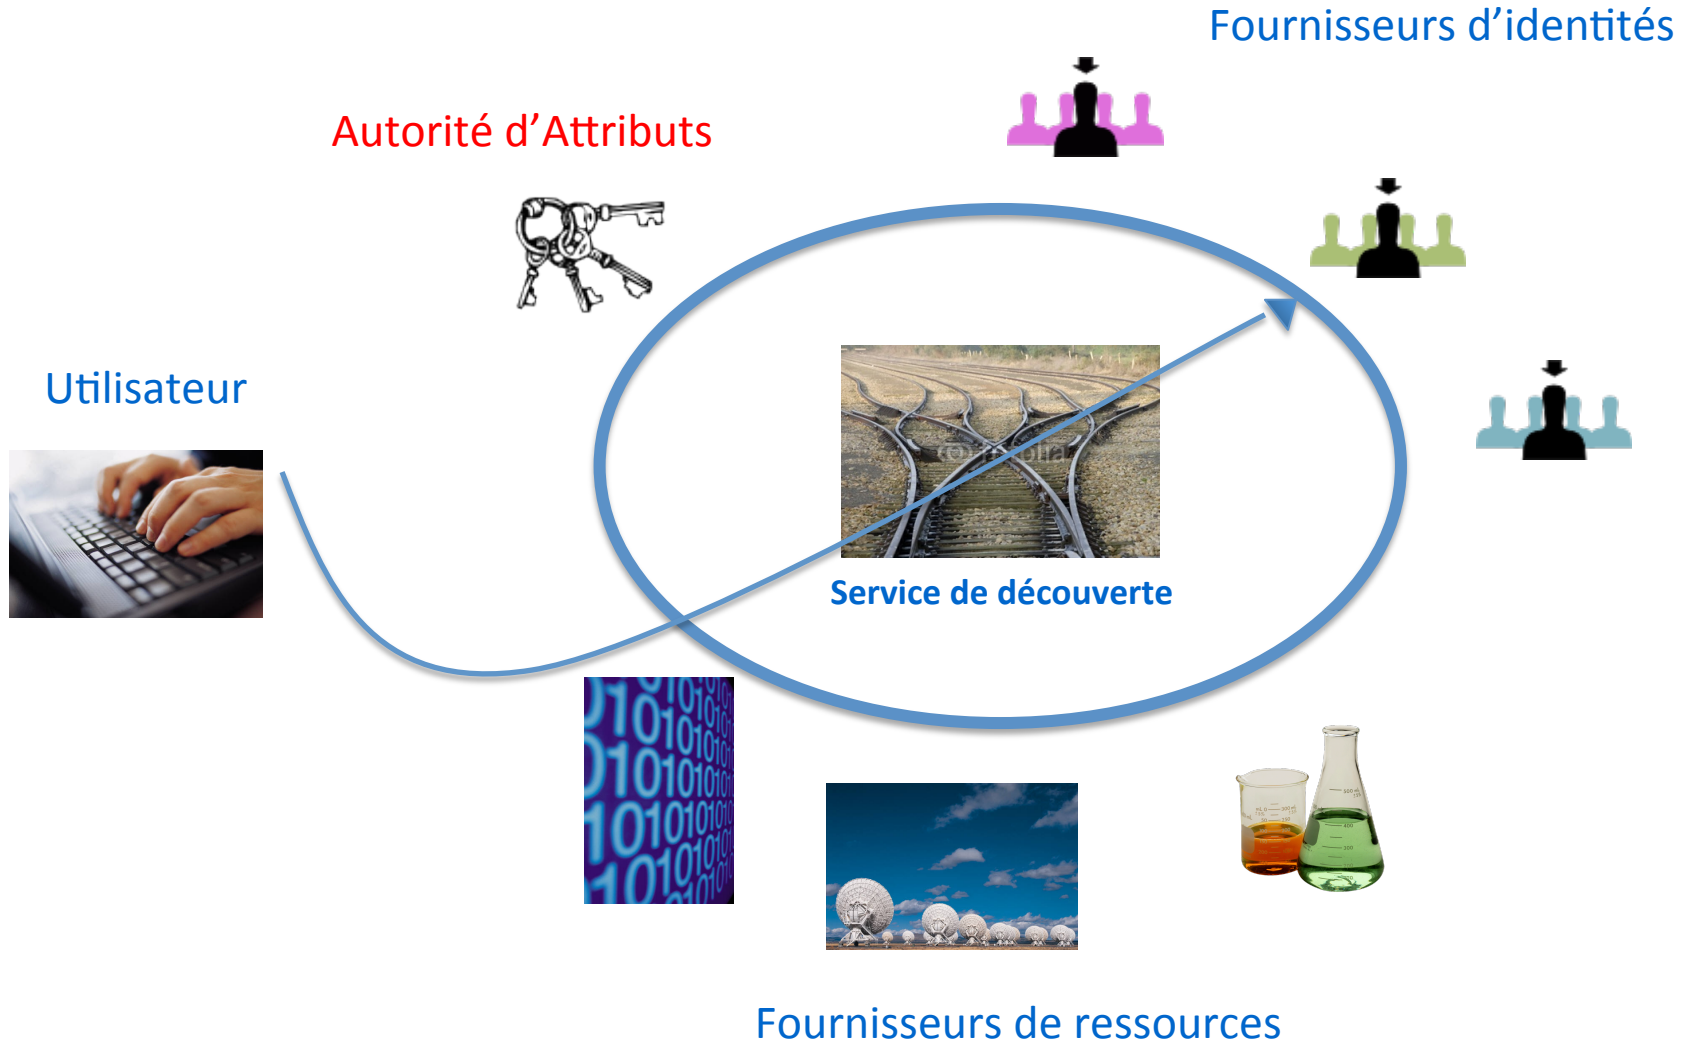 Fournisseurs d’identités
Autorité d’Attributs
Utilisateur
Service de découverte
Fournisseurs de ressources